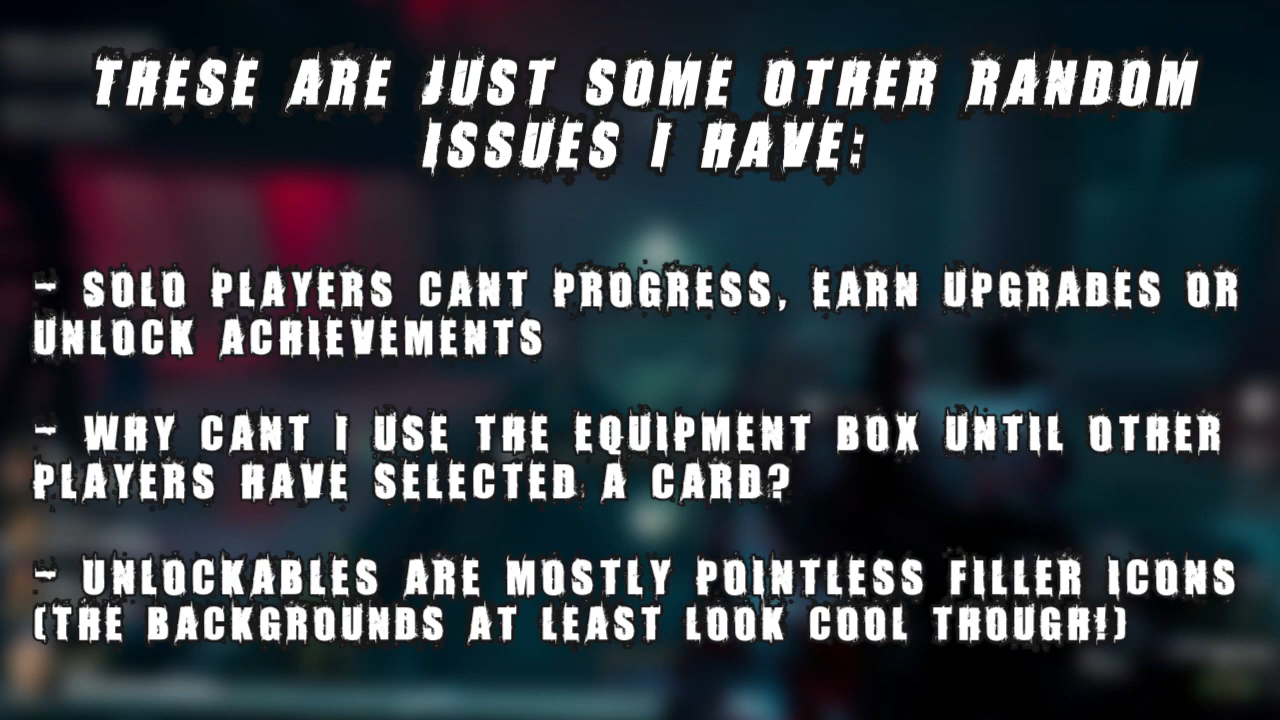 THESE ARE JUST SOME OTHER RANDOM
ISSUES I HAVE:
- SOLO PLAYERS CANT PROGRESS, EARN UPGRADES OR
UNLOCK ACHIEVEMENTS
- WHY CANT I USE THE EQUIPMENT BOX UNTIL OTHER
PLAYERS HAVE SELECTED A CARD?
- UNLOCKABLES ARE MOSTLY POINTLESS FILLER ICONS
(THE BACKGROUNDS AT LEAST LOOK COOL THOUGH!)